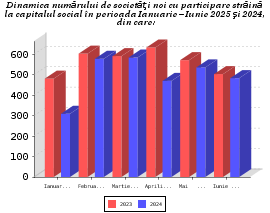 Dinamica numărului de societăţi noi cu participare străină
la capitalul social în perioada Ianuarie – Iunie 2025 şi 2024,
din care:
600
500
400
300
200
100
0
Ianuar... Februa... Martie... Aprili... Mai ... Iunie ...
2023 2024